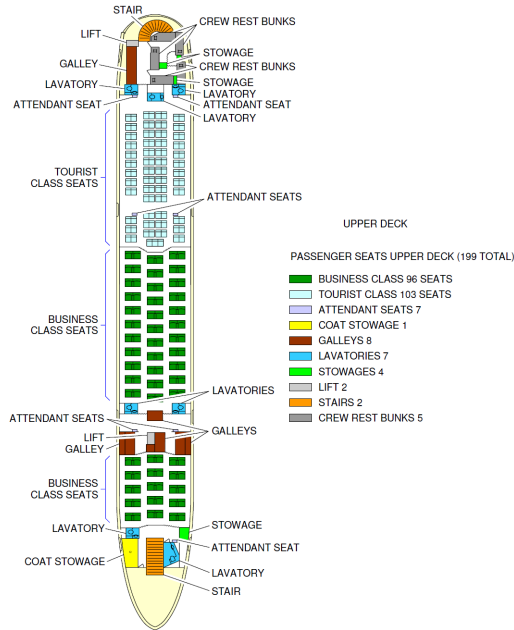 STAIR
CREW REST BUNKS
LIFT
STOWAGE
GALLEY
CREW REST BUNKS
STOWAGE
LAVATORY
LAVATORY
ATTENDANT SEAT
ATTENDANT SEAT
LAVATORY
TOURIST
CLASS SEATS
ATTENDANT SEATS
UPPER DECK
PASSENGER SEATS UPPER DECK (199 TOTAL)
BUSINESS CLASS 96 SEATS
TOURIST CLASS 103 SEATS
ATTENDANT SEATS 7
COAT STOWAGE 1
GALLEYS 8
LAVATORIES 7
STOWAGES 4
LIFT 2
STAIRS 2
CREW REST BUNKS 5
BUSINESS
CLASS SEATS
LAVATORIES
ATTENDANT SEATS
GALLEYS
LIFT
GALLEY
BUSINESS
CLASS SEATS
STOWAGE
LAVATORY
ATTENDANT SEAT
COAT STOWAGE
LAVATORY
STAIR